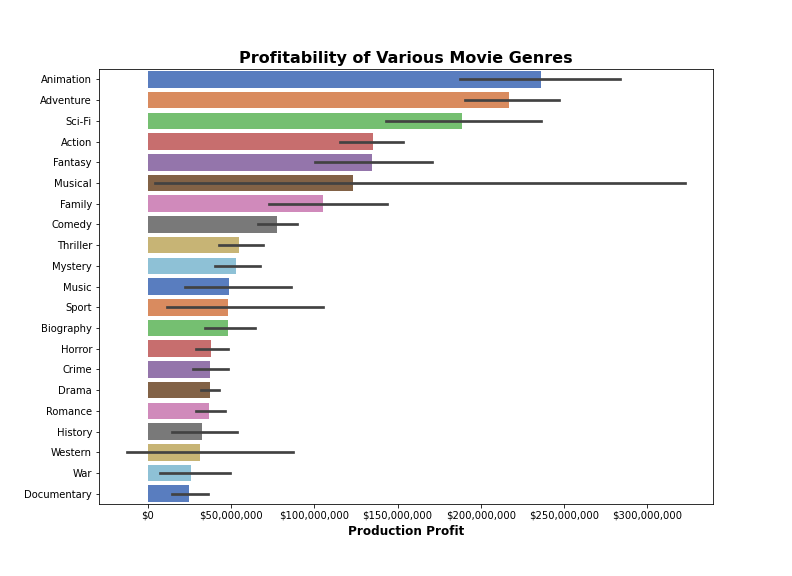 Profitability of Various Movie Genres
Animation
Adventure
Sci-Fi
Action
Fantasy
Musical
Family
Comedy
Thriller
Mystery
Music
Sport
Biography
Horror
Crime
Drama
Romance
History
Western
War
Documentary
$0 $50,000,000 $100,000,000 $150,000,000 $200,000,000 $250,000,000 $300,000,000
Production Profit